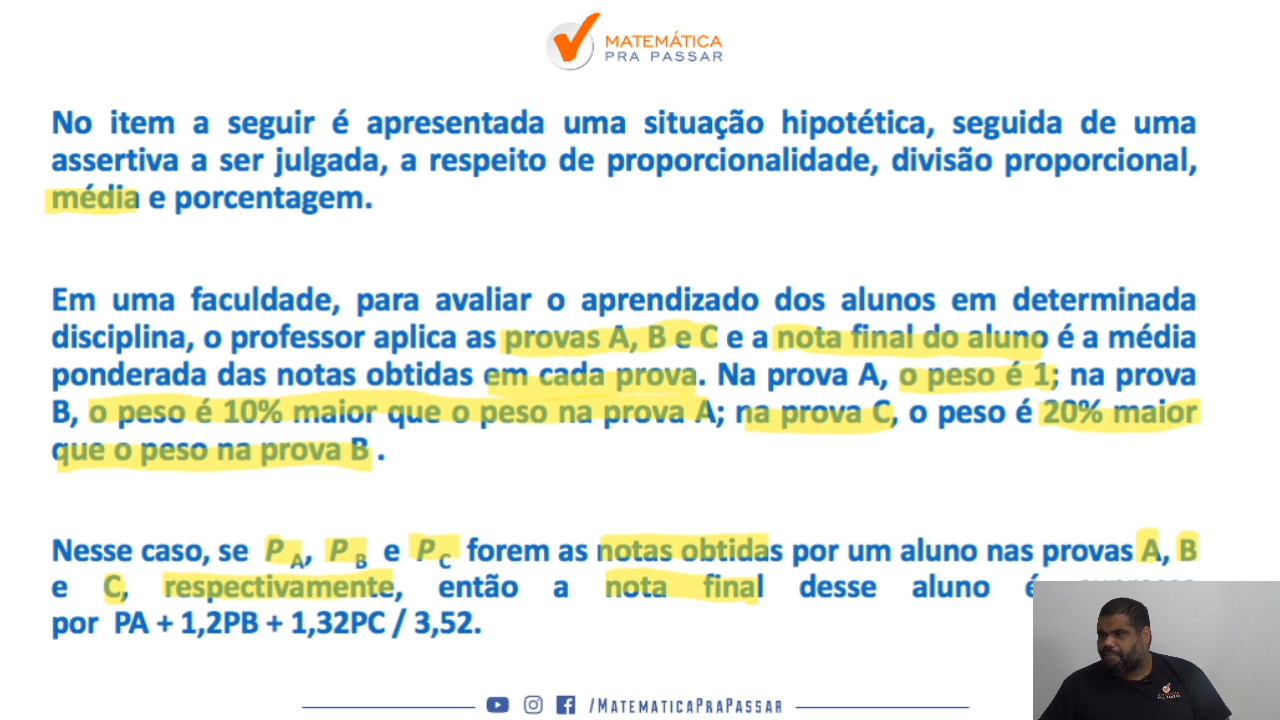 MATEMÁTICA
PRA PASSAR
No item a seguir é apresentada uma situação hipotética, seguida de uma
assertiva a ser julgada, a respeito de proporcionalidade, divisão proporcional,
média e porcentagem.
Em uma faculdade, para avaliar o aprendizado dos alunos em determinada
disciplina, o professor aplica as provas A, B e C e a nota final do aluno é a média
ponderada das notas obtidas em cada prova. Na prova A, o peso é 1; na prova
B, o peso é 10% maior que o peso na prova A; na prova C, o peso é 20% maior
que o peso na prova B .
Nesse caso, se P A, P B e P C forem as notas obtidas por um aluno nas provas A, B
e C, respectivamente, então a nota final desse aluno é
por PA + 1,2PB + 1,32PC / 3,52.
/MATEMATICAPRAPASSAR